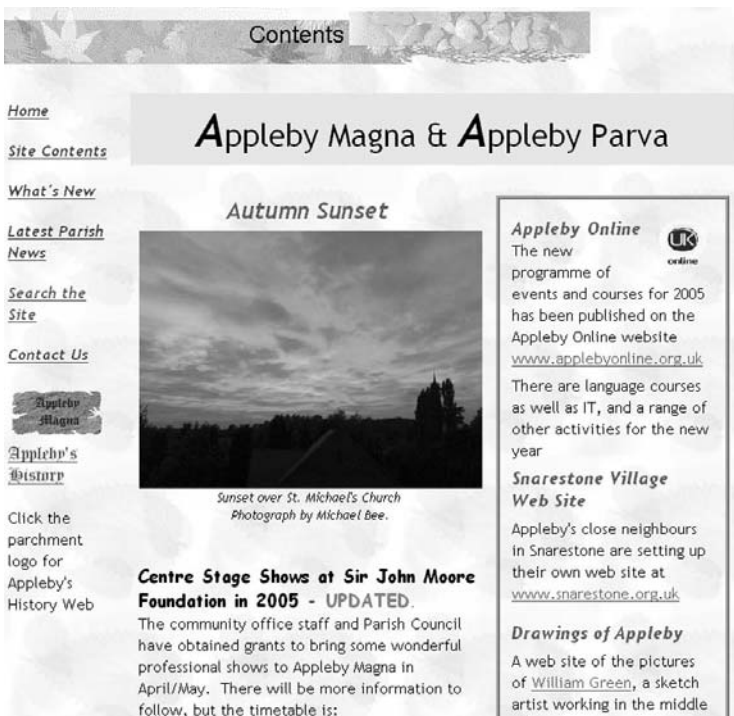 Contents
Home
Site Contents
What's New
Latest Parish
News
Search the
Site
Contact Us
Appleby
Magna
Appleby's
History
Click the
parchment
logo for
Appleby's
History Web
Appleby Magna & Appleby Parva
Autumn Sunset
Sunset over St. Michael's Church
Photograph by Michael Bee.
Centre Stage Shows at Sir John Moore
Foundation in 2005 - UPDATED.
The community office staff and Parish Council
have obtained grants to bring some wonderful
professional shows to Appleby Magna in
April/May. There will be more information to
follow, but the timetable is:
Appleby Online
UK
online
The new
programme of
events and courses for 2005
has been published on the
Appleby Online website
www.applebyonline.org.uk
There are language courses
as well as IT, and a range of
other activities for the new
year
Snarestone Village
Web Site
Appleby's close neighbours
in Snarestone are setting up
their own web site at
www.snarestone.org.uk
Drawings of Appleby
A web site of the pictures
of William Green, a sketch
artist working in the middle